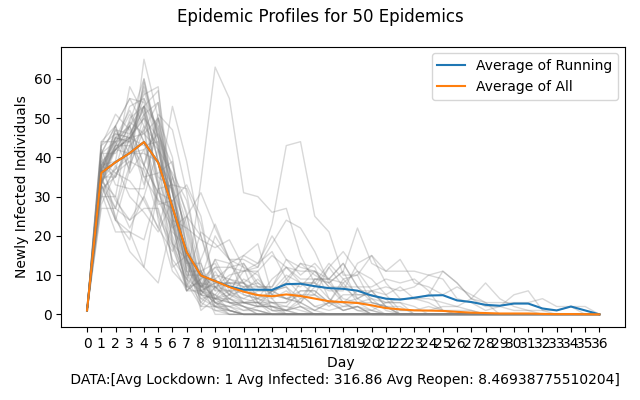 Epidemic Profiles for 50 Epidemics
Average of Running
Average of All
Newly Infected Individuals
60
50
40
30
20
10
0
0 1 2 3 4 5 6 7 8 9 10 11 12 13 14 15 16 17 18 19 20 21 22 23 24 25 26 27 28 29 30 31 32 33 34 35 36
Day
DATA:[Avg Lockdown: 1 Avg Infected: 316.86 Avg Reopen: 8.46938775510204]